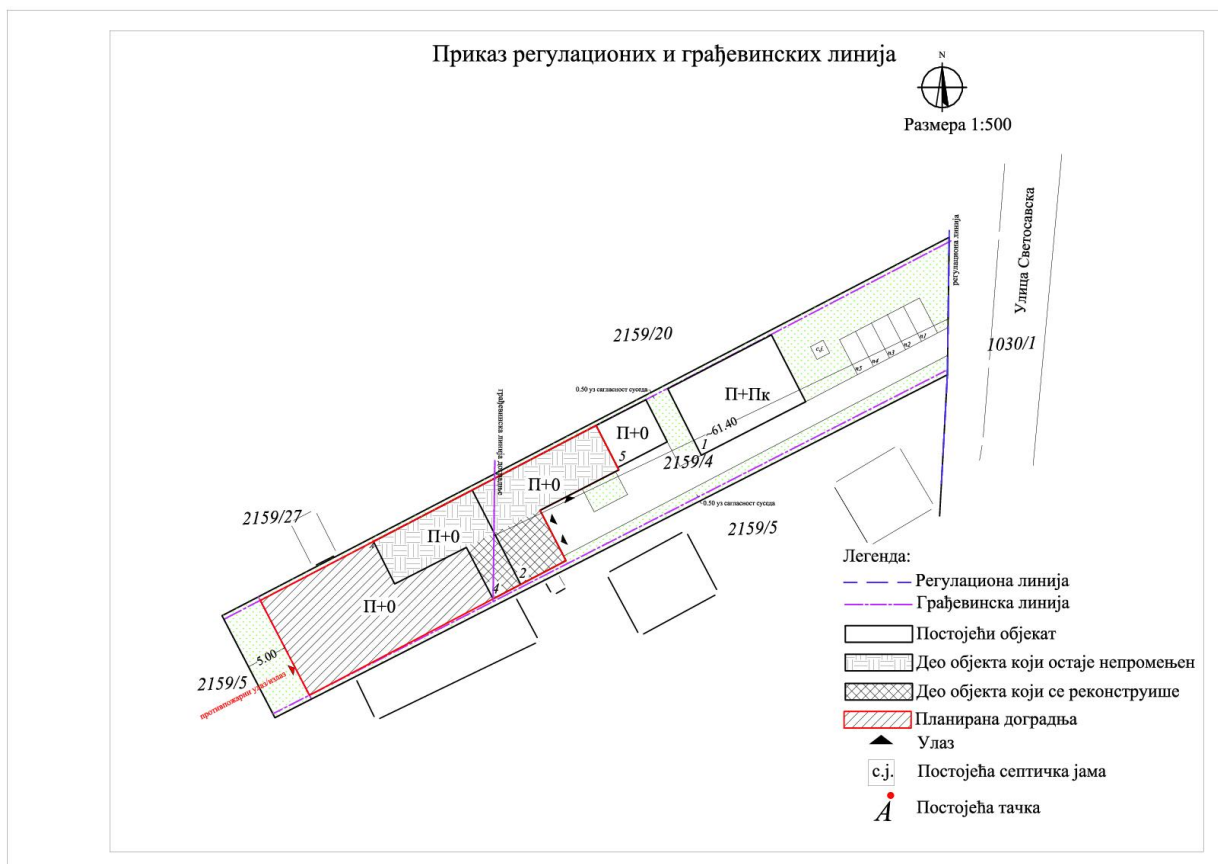 Приказ регулационих и грађевинских линија
N
Размера 1:500
Улица Светосавска
1030/1
регулациона линија
2159/20
0.50 уз сагласност суседа
П+Пк
61.40
1
П+0
5
2159/4
грађевинска линија доградње
П+0
0.50 уз сагласност суседа
2159/5
2159/27
П+0
2
4
П+0
5.00
2159/5
противпожарни улаз/излаз
Легенда:
Регулациона линија
Грађевинска линија
Постојећи објекат
Део објекта који остаје непромењен
Део објекта који се реконструише
Планирана доградња
Улаз
с.ј. Постојећа септичка јама
А Постојећа тачка